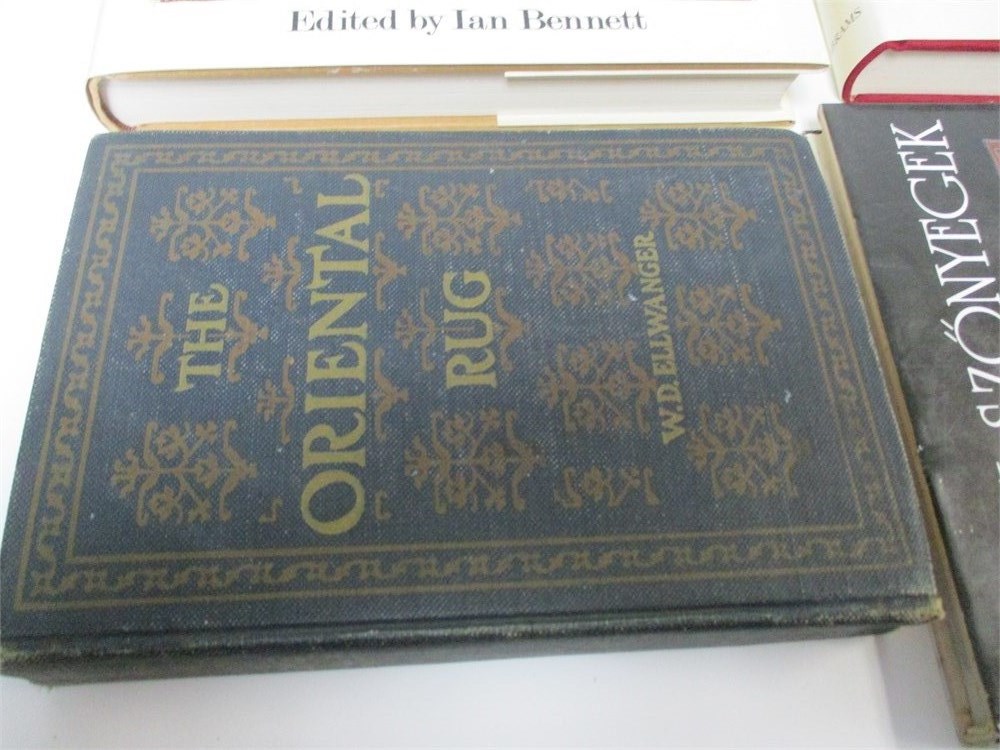 Edited by Ian Bennett
THE
ORIENTAL
RUG
W.D. ELLWANGER
SZŐNYEGEK